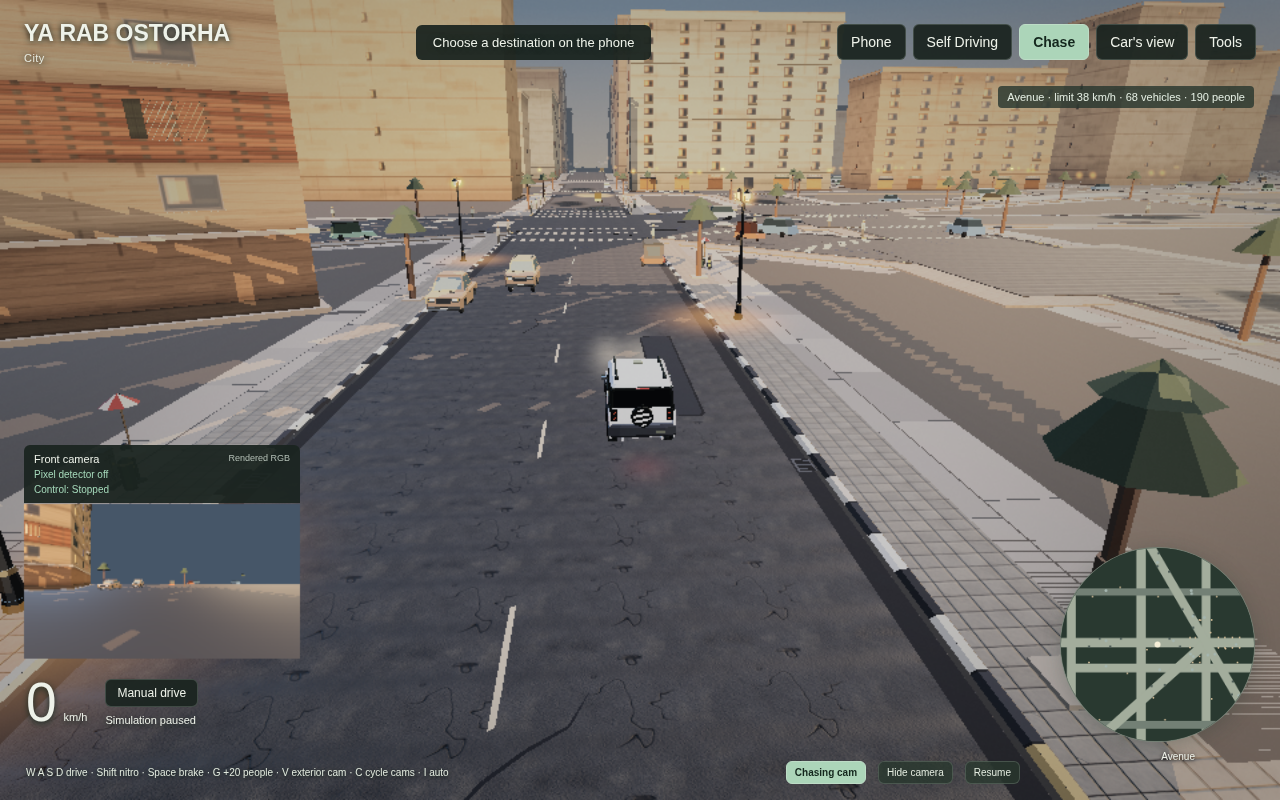 YA RAB OSTORHA
City
Choose a destination on the phone
Phone
Self Driving
Chase
Car's view
Tools
Avenue · limit 38 km/h · 68 vehicles · 190 people
Front camera
Rendered RGB
Pixel detector off
Control: Stopped
0 km/h
Manual drive
Simulation paused
W A S D drive · Shift nitro · Space brake · G +20 people · V exterior cam · C cycle cams · I auto
Chasing cam
Hide camera
Resume
Avenue